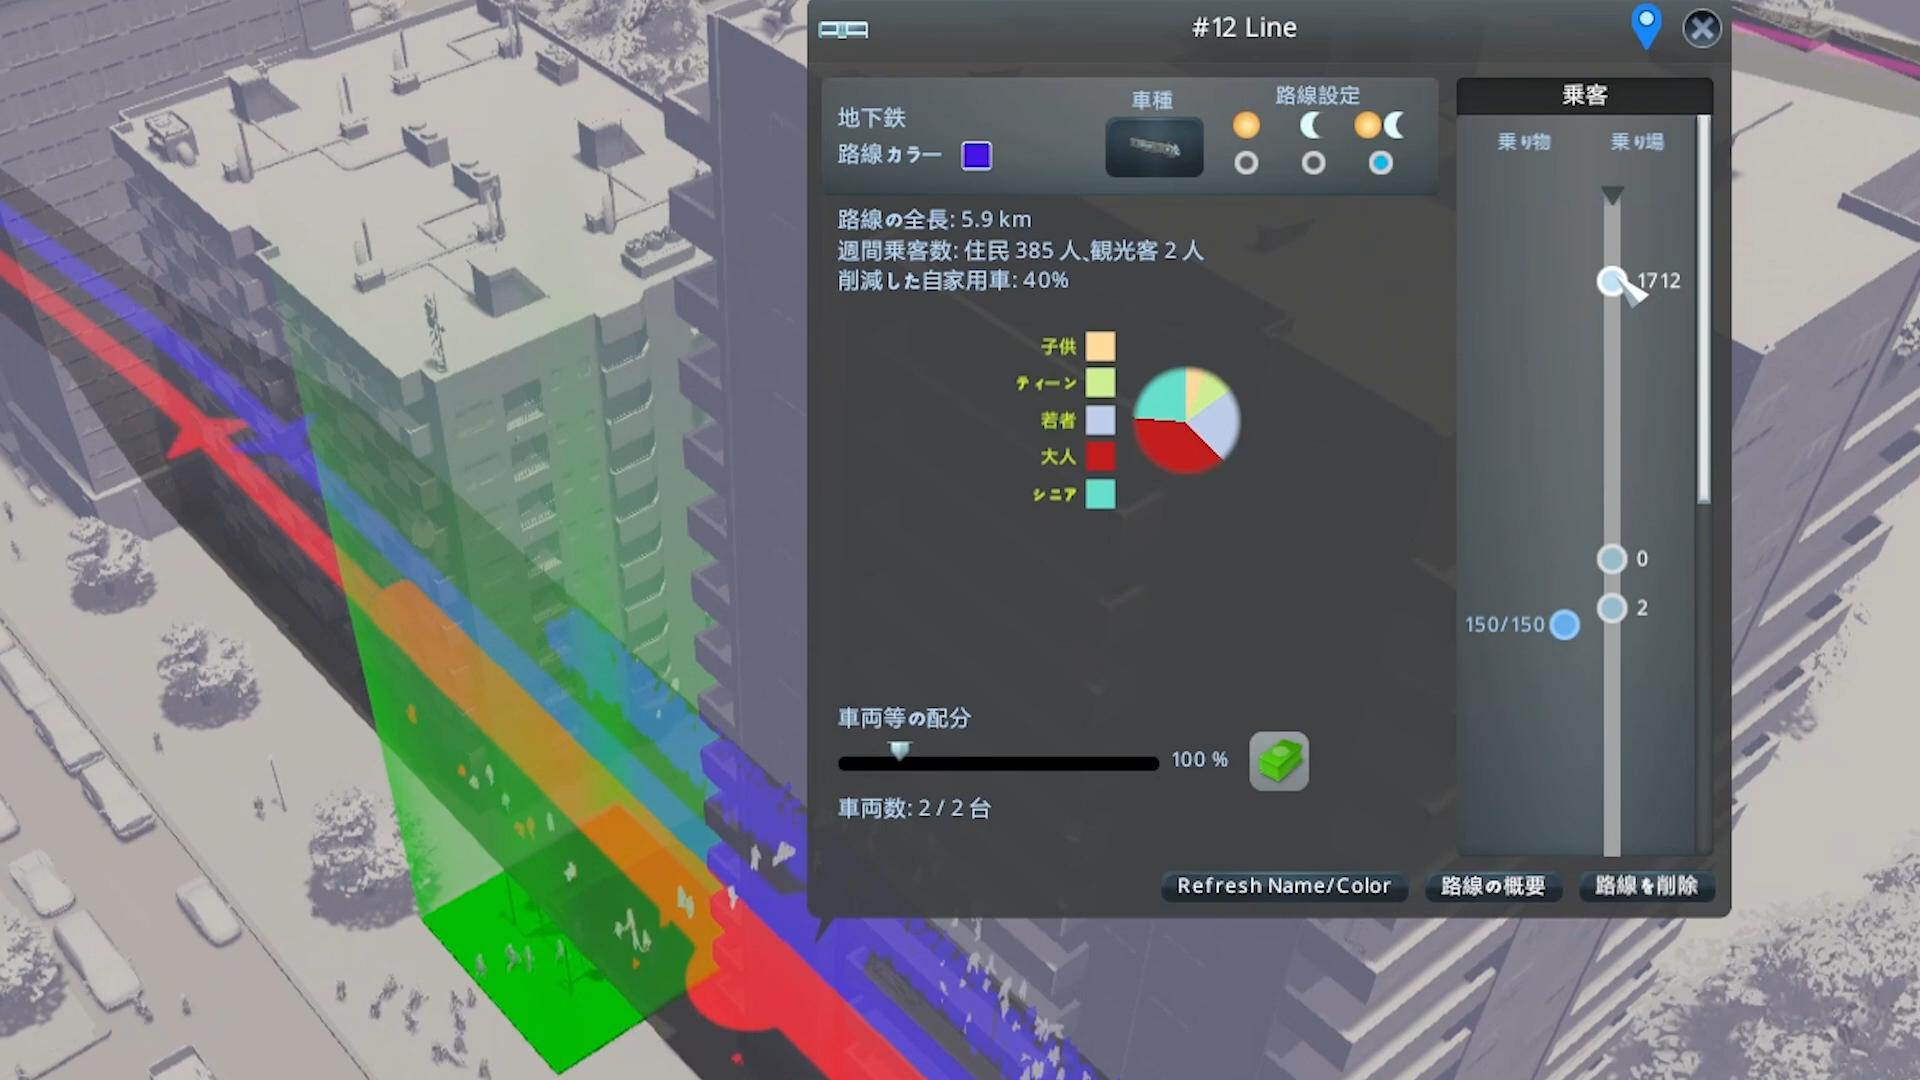 #12 Line
地下鉄
路線カラー
車種
路線設定
路線の全長: 5.9 km
週間乗客数: 住民 385 人、観光客 2 人
削減した自家用車: 40%
子供
ティーン
若者
大人
シニア
車両等の配分
100 %
車両数: 2 / 2 台
乗客
乗り物
乗り場
1712
0
2
150/150
Refresh Name/Color
路線の概要
路線を削除